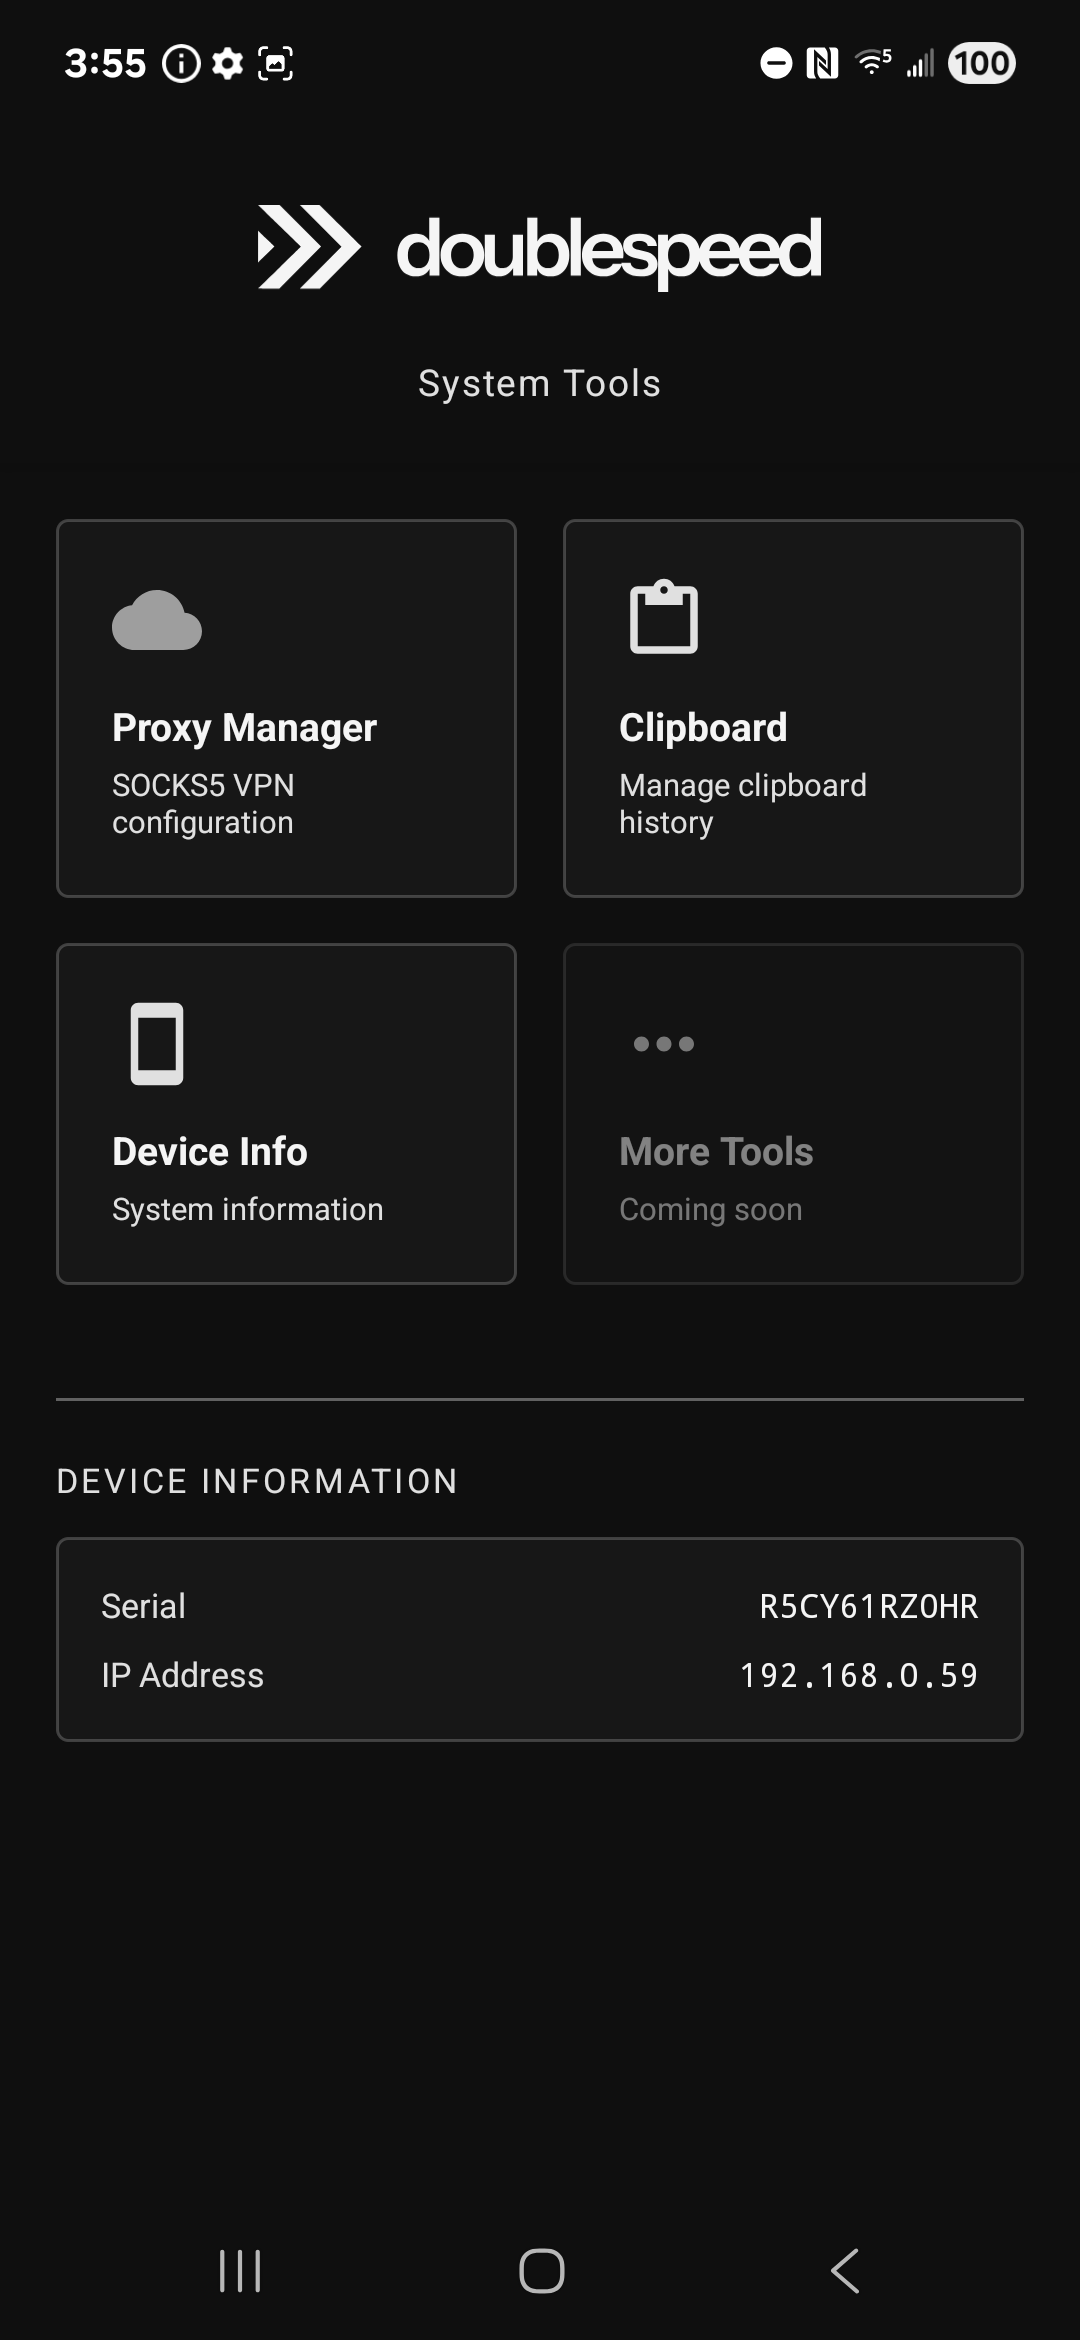 3:55
5
100
doublespeed
System Tools
Proxy Manager
SOCKS5 VPN
configuration
Clipboard
Manage clipboard
history
Device Info
System information
More Tools
Coming soon
DEVICE INFORMATION
Serial R5CY61RZ0HR
IP Address 192.168.0.59